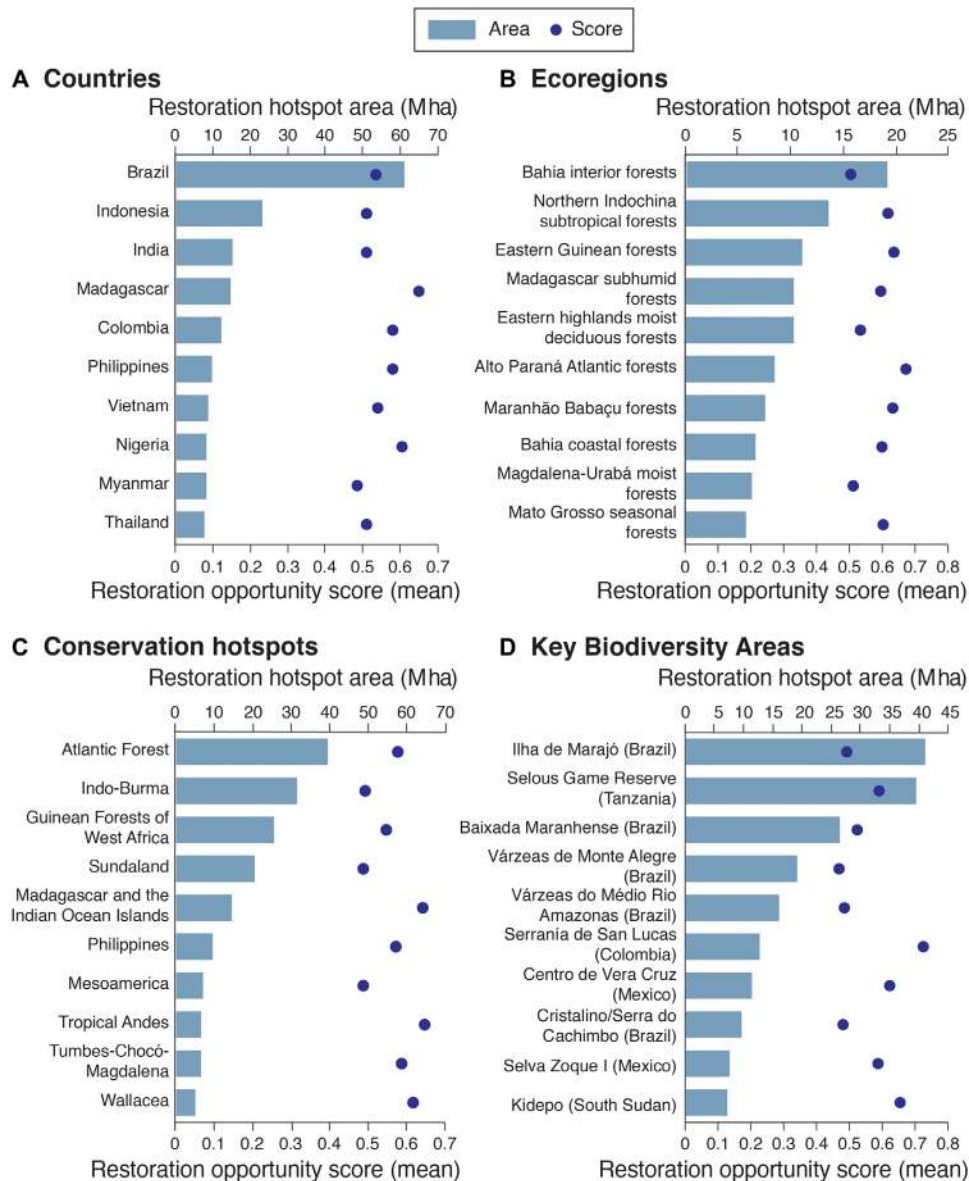 Area Score
A Countries
Restoration hotspot area (Mha)
0 10 20 30 40 50 60 70
Brazil
Indonesia
India
Madagascar
Colombia
Philippines
Vietnam
Nigeria
Myanmar
Thailand
0 0.1 0.2 0.3 0.4 0.5 0.6 0.7
Restoration opportunity score (mean)
B Ecoregions
Restoration hotspot area (Mha)
0 5 10 15 20 25
Bahia interior forests
Northern Indochina
subtropical forests
Eastern Guinean forests
Madagascar subhumid
forests
Eastern highlands moist
deciduous forests
Alto Paraná Atlantic forests
Maranhão Babaçu forests
Bahia coastal forests
Magdalena-Urabá moist
forests
Mato Grosso seasonal
forests
0 0.1 0.2 0.3 0.3 0.5 0.6 0.7 0.8
Restoration opportunity score (mean)
C Conservation hotspots
Restoration hotspot area (Mha)
0 10 20 30 40 50 60 70
Atlantic Forest
Indo-Burma
Guinean Forests of
West Africa
Sundaland
Madagascar and the
Indian Ocean Islands
Philippines
Mesoamerica
Tropical Andes
Tumbes-Chocó-
Magdalena
Wallacea
0 0.1 0.2 0.3 0.4 0.5 0.6 0.7
Restoration opportunity score (mean)
D Key Biodiversity Areas
Restoration hotspot area (Mha)
0 5 10 15 20 25 30 35 40 45
Ilha de Marajó (Brazil)
Selous Game Reserve
(Tanzania)
Baixada Maranhense (Brazil)
Várzeas de Monte Alegre
(Brazil)
Várzeas do Médio Rio
Amazonas (Brazil)
Serranía de San Lucas
(Colombia)
Centro de Vera Cruz
(Mexico)
Cristalino/Serra do
Cachimbo (Brazil)
Selva Zoque I (Mexico)
Kidepo (South Sudan)
0 0.1 0.2 0.3 0.3 0.5 0.6 0.7 0.8
Restoration opportunity score (mean)